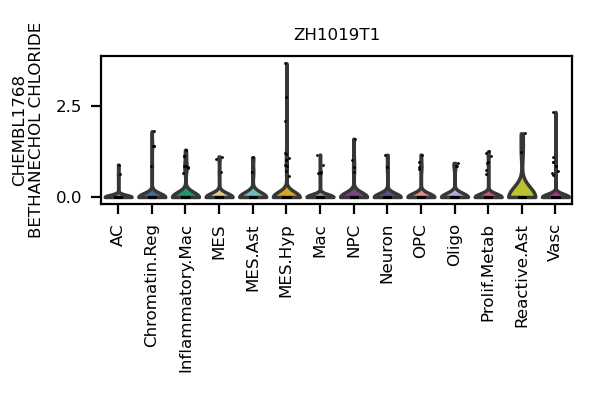 ZH1019T1
CHEMBL1768
BETHANECHOL CHLORIDE
2.5
0.0
AC
Chromatin.Reg
Inflammatory.Mac
MES
MES.Ast
MES.Hyp
Mac
NPC
Neuron
OPC
Oligo
Prolif.Metab
Reactive.Ast
Vasc